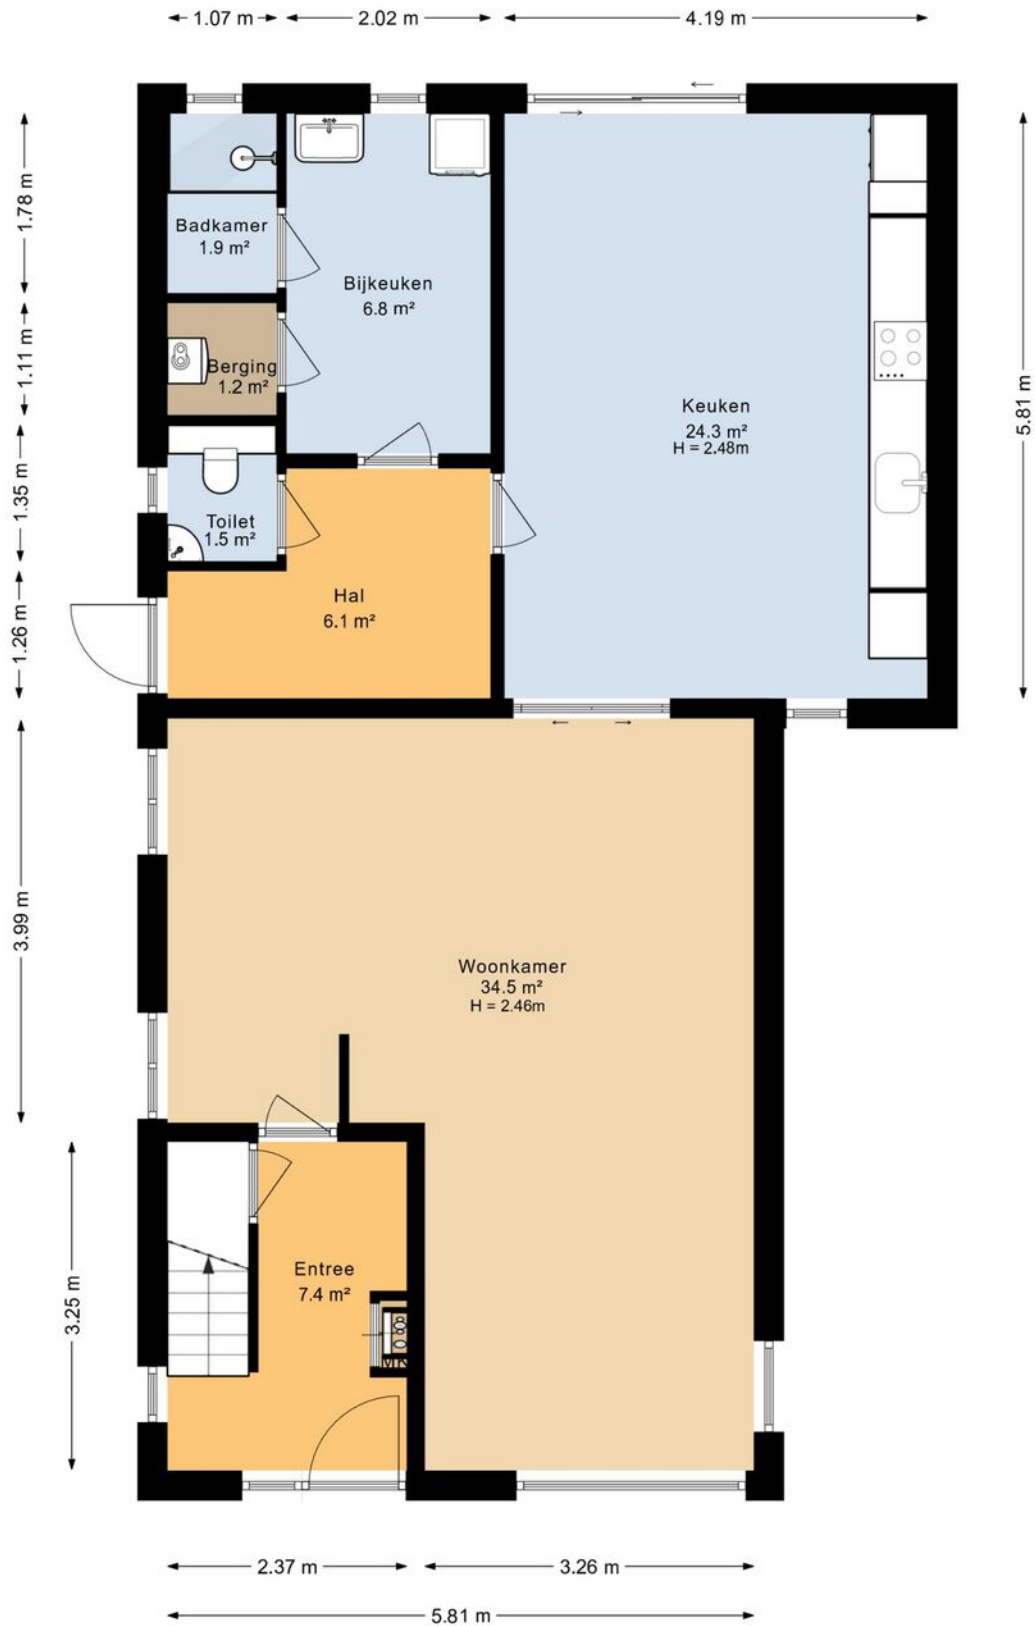 1.07 m
2.02 m
4.19 m
1.78 m
Badkamer
1.9 m²
Bijkeuken
6.8 m²
1.11 m
Berging
1.2 m²
Keuken
24.3 m²
H = 2.48m
5.81 m
1.35 m
Toilet
1.5 m²
1.26 m
Hal
6.1 m²
3.99 m
Woonkamer
34.5 m²
H = 2.46m
3.25 m
Entree
7.4 m²
MK
2.37 m
3.26 m
5.81 m